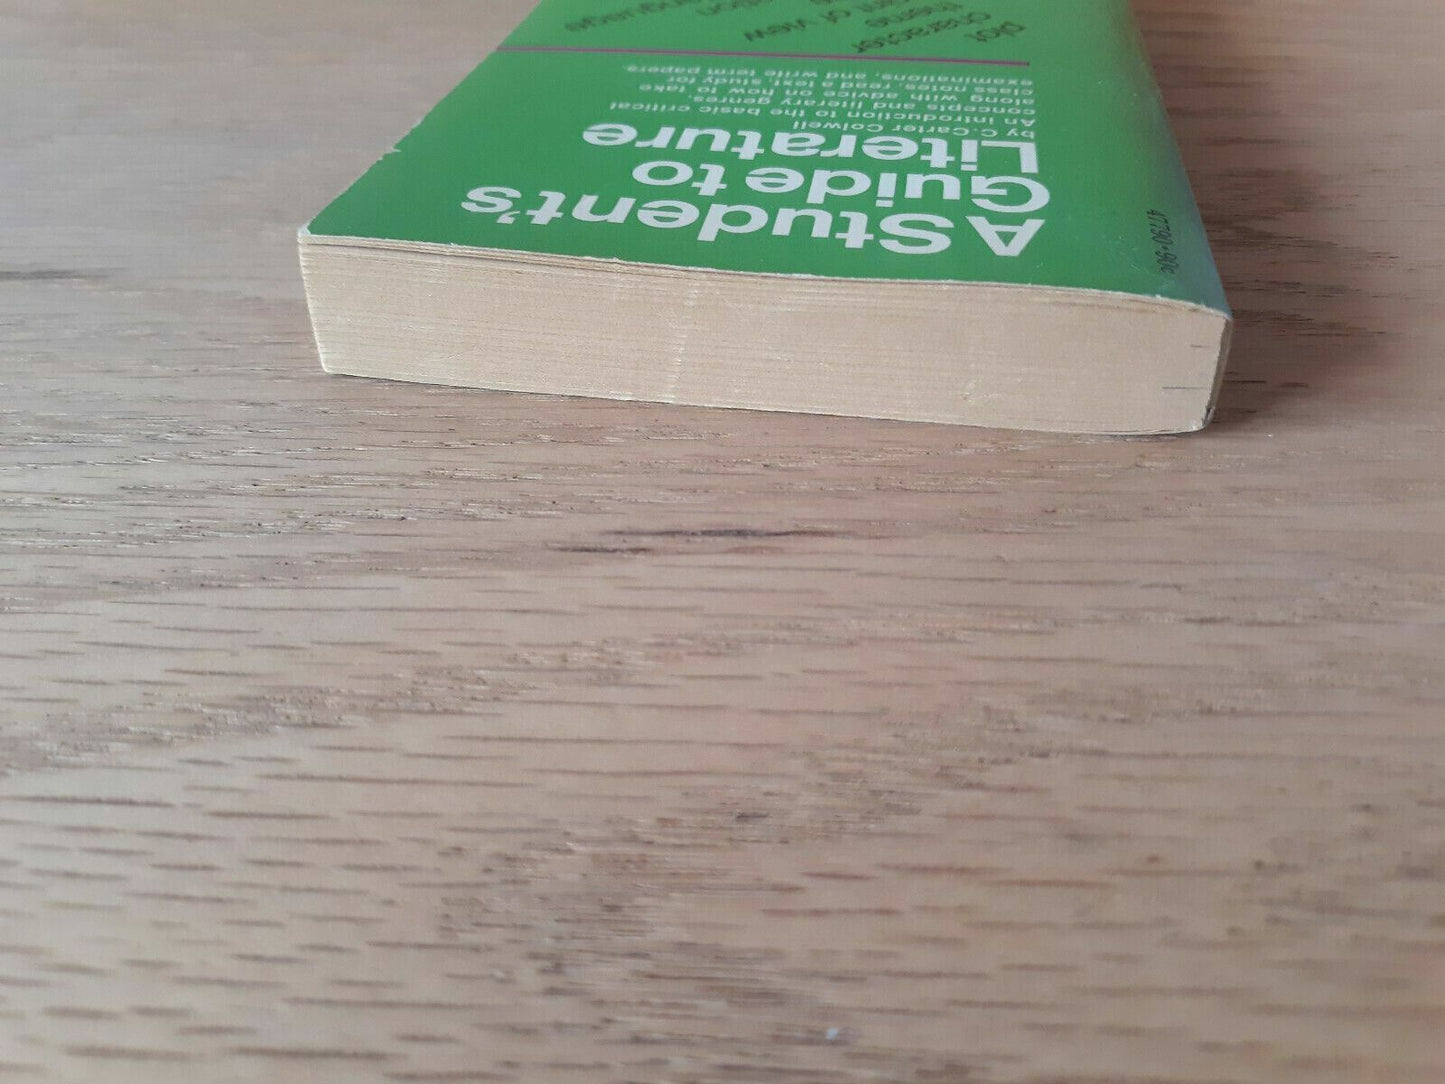 47790·90c
A Student's
Guide to
Literature
by C. Carter Colwell
An introduction to the basic critical
concepts and literary genres,
along with advice on how to take
class notes, read a text, study for
examinations, and write term papers.
plot
character
theme
of view